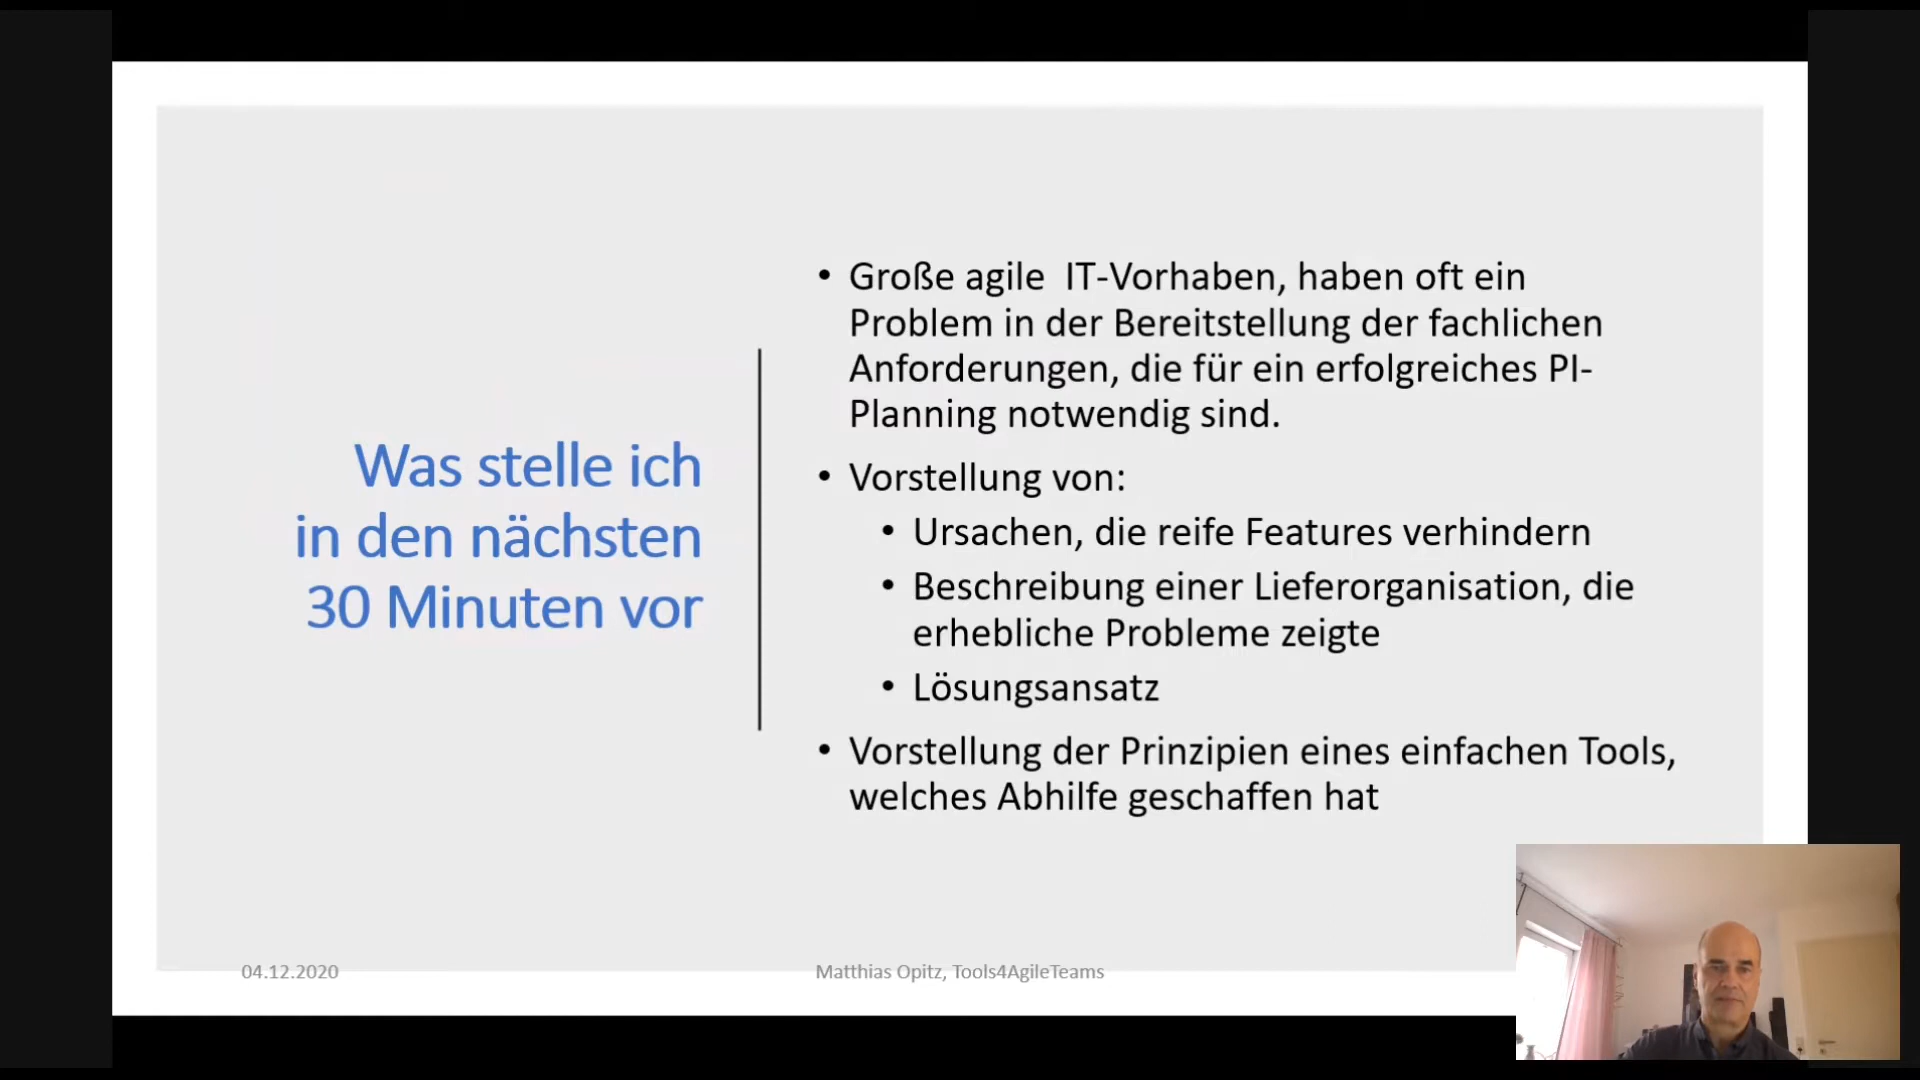 Was stelle ich
in den nächsten
30 Minuten vor
• Große agile  IT-Vorhaben, haben oft ein
Problem in der Bereitstellung der fachlichen
Anforderungen, die für ein erfolgreiches PI-
Planning notwendig sind.
• Vorstellung von:
• Ursachen, die reife Features verhindern
• Beschreibung einer Lieferorganisation, die
erhebliche Probleme zeigte
• Lösungsansatz
• Vorstellung der Prinzipien eines einfachen Tools,
welches Abhilfe geschaffen hat
04.12.2020
Matthias Opitz, Tools4AgileTeams